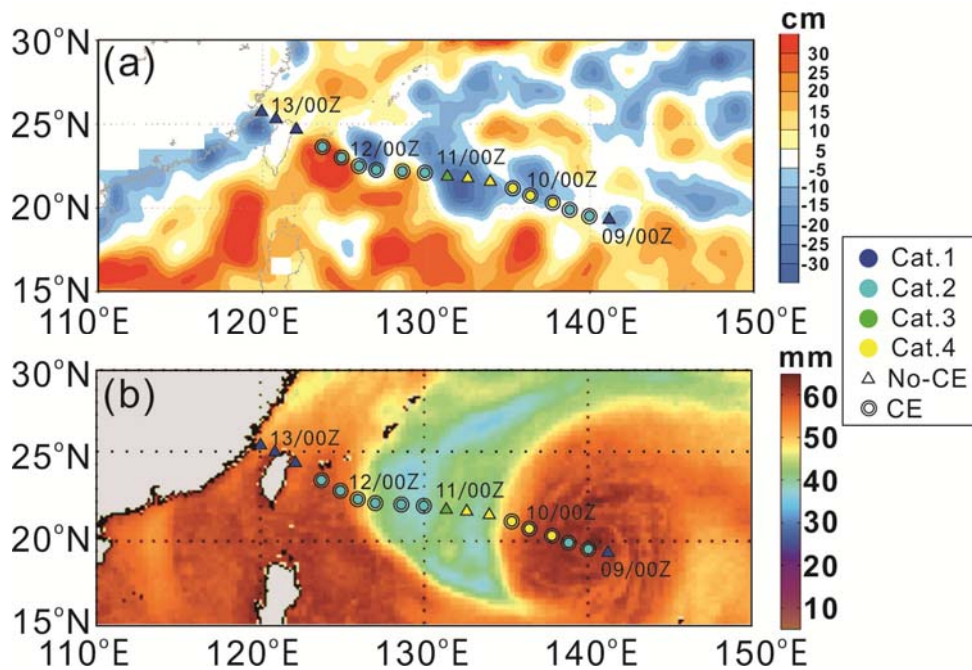 cm
30°N
(a)
30
25
20
15
10
5
-5
-10
-15
-20
-25
-30
13/00Z
25°N
12/00Z
11/00Z
10/00Z
20°N
09/00Z
15°N
110°E
120°E
130°E
140°E
150°E
Cat.1
Cat.2
Cat.3
Cat.4
No-CE
CE
mm
30°N
(b)
60
50
40
30
20
10
13/00Z
25°N
12/00Z
11/00Z
10/00Z
20°N
09/00Z
15°N
110°E
120°E
130°E
140°E
150°E